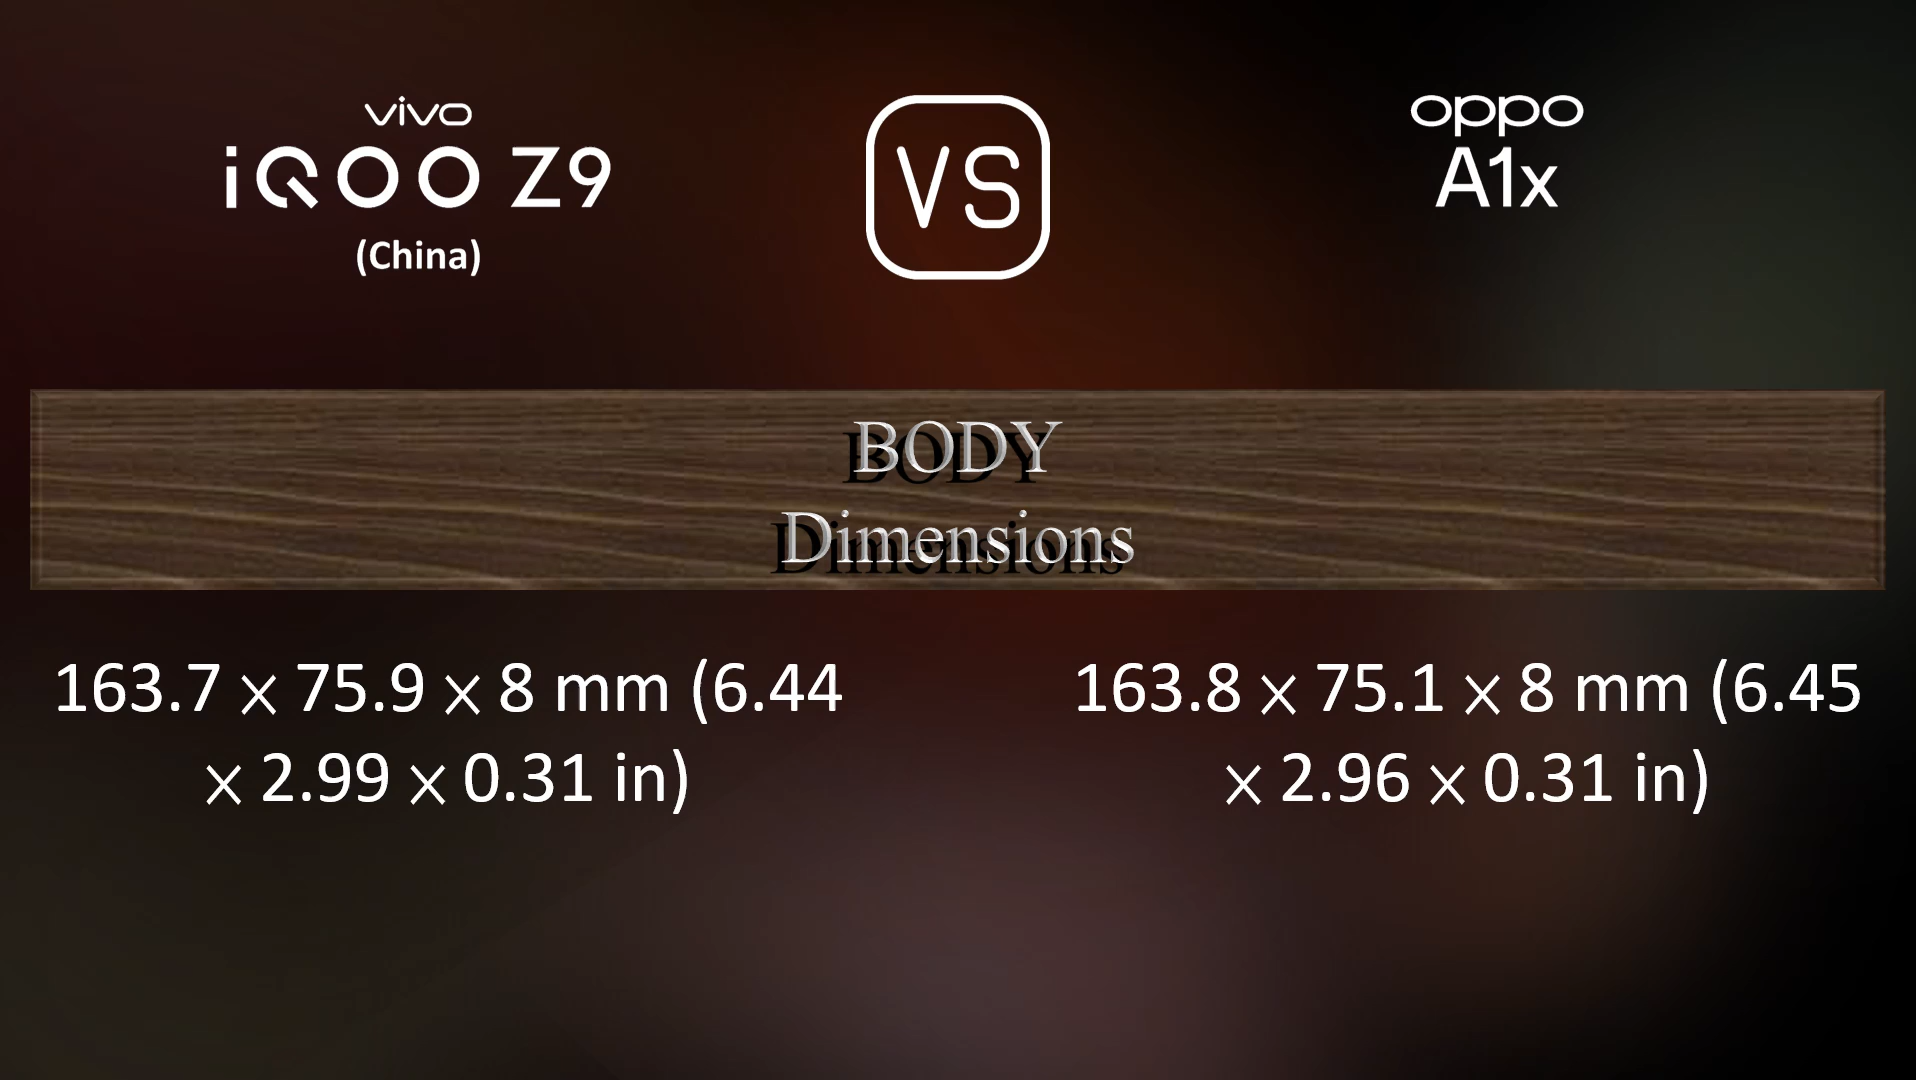 vivo
iQOO Z9
(China)
VS
oppo
A1x
BODY
Dimensions
163.7 x 75.9 x 8 mm (6.44
x 2.99 x 0.31 in)
163.8 x 75.1 x 8 mm (6.45
x 2.96 x 0.31 in)